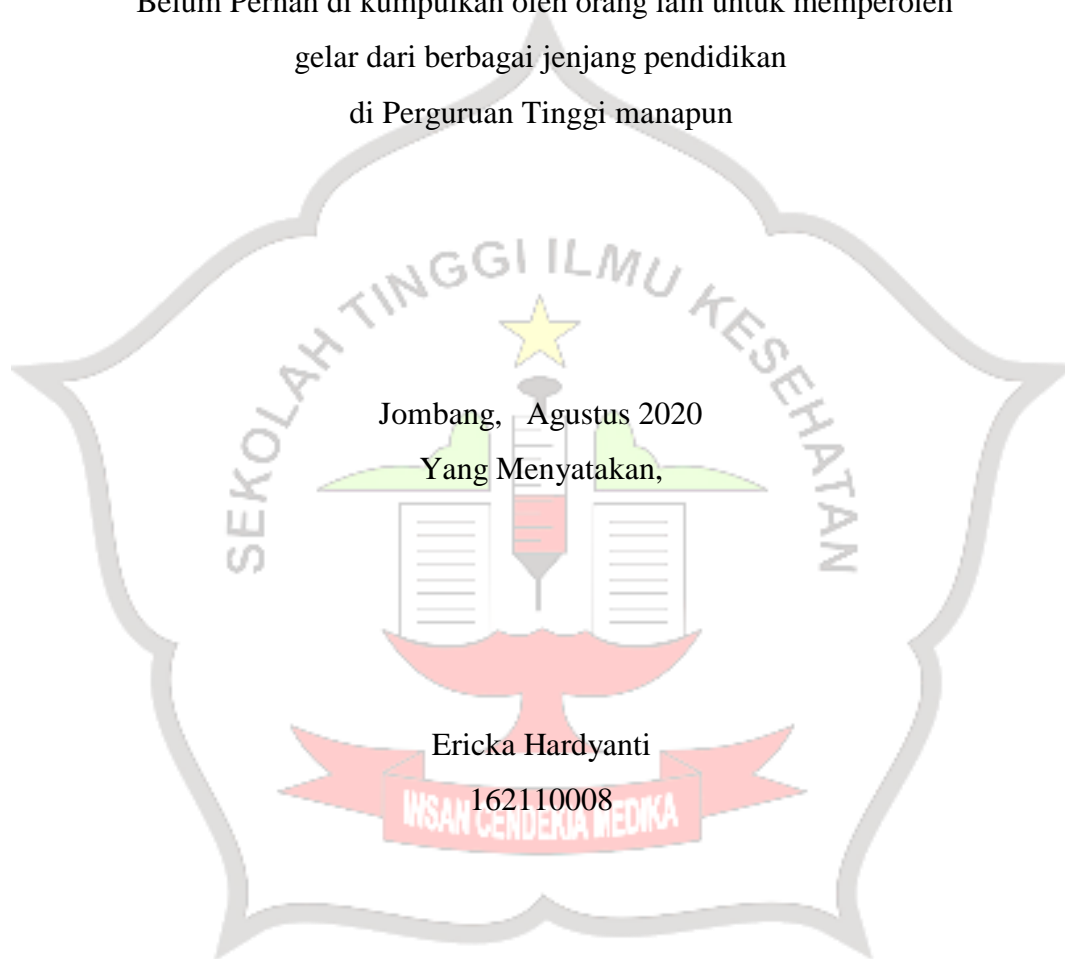 Belum Pernah di kumpulkan oleh orang lain untuk memperoleh
gelar dari berbagai jenjang pendidikan
di Perguruan Tinggi manapun
SEKOLAH TINGGI ILMU KESEHATAN
Jombang, Agustus 2020
Yang Menyatakan,
Ericka Hardyanti
162110008
INSAN CENDEKIA MEDIKA